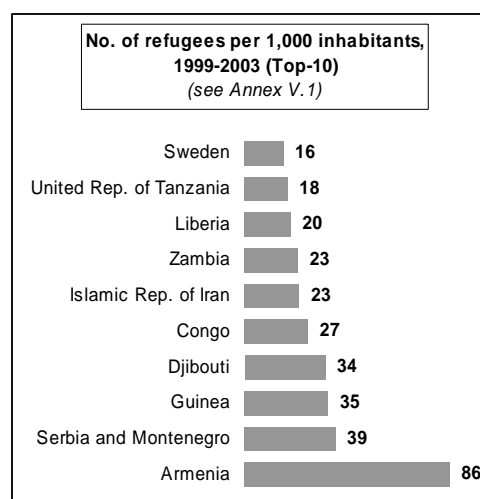 No. of refugees per 1,000 inhabitants,
1999-2003 (Top-10)
(see Annex V.1)
Sweden 16
United Rep. of Tanzania 18
Liberia 20
Zambia 23
Islamic Rep. of Iran 23
Congo 27
Djibouti 34
Guinea 35
Serbia and Montenegro 39
Armenia 86